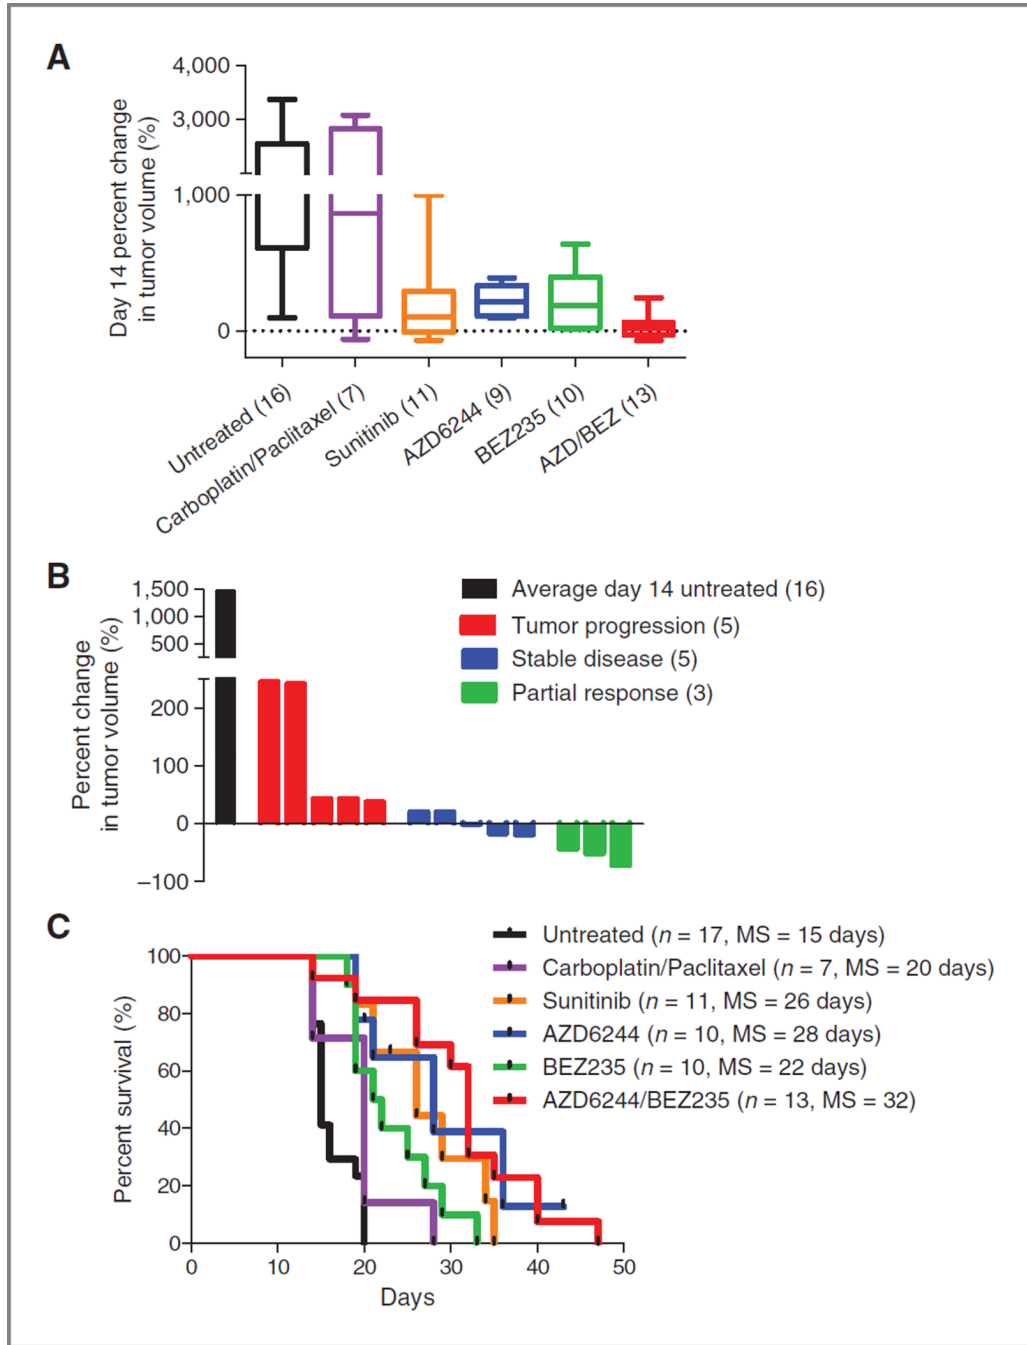 A
4,000
3,000
1,000
0
Day 14 percent change
in tumor volume (%)
Untreated (16)
Carboplatin/Paclitaxel (7)
Sunitinib (11)
AZD6244 (9)
BEZ235 (10)
AZD/BEZ (13)
B
1,500
1,000
500
200
100
0
–100
Percent change
in tumor volume (%)
Average day 14 untreated (16)
Tumor progression (5)
Stable disease (5)
Partial response (3)
C
100
80
60
40
20
0
Percent survival (%)
0 10 20 30 40 50
Days
Untreated (n = 17, MS = 15 days)
Carboplatin/Paclitaxel (n = 7, MS = 20 days)
Sunitinib (n = 11, MS = 26 days)
AZD6244 (n = 10, MS = 28 days)
BEZ235 (n = 10, MS = 22 days)
AZD6244/BEZ235 (n = 13, MS = 32)